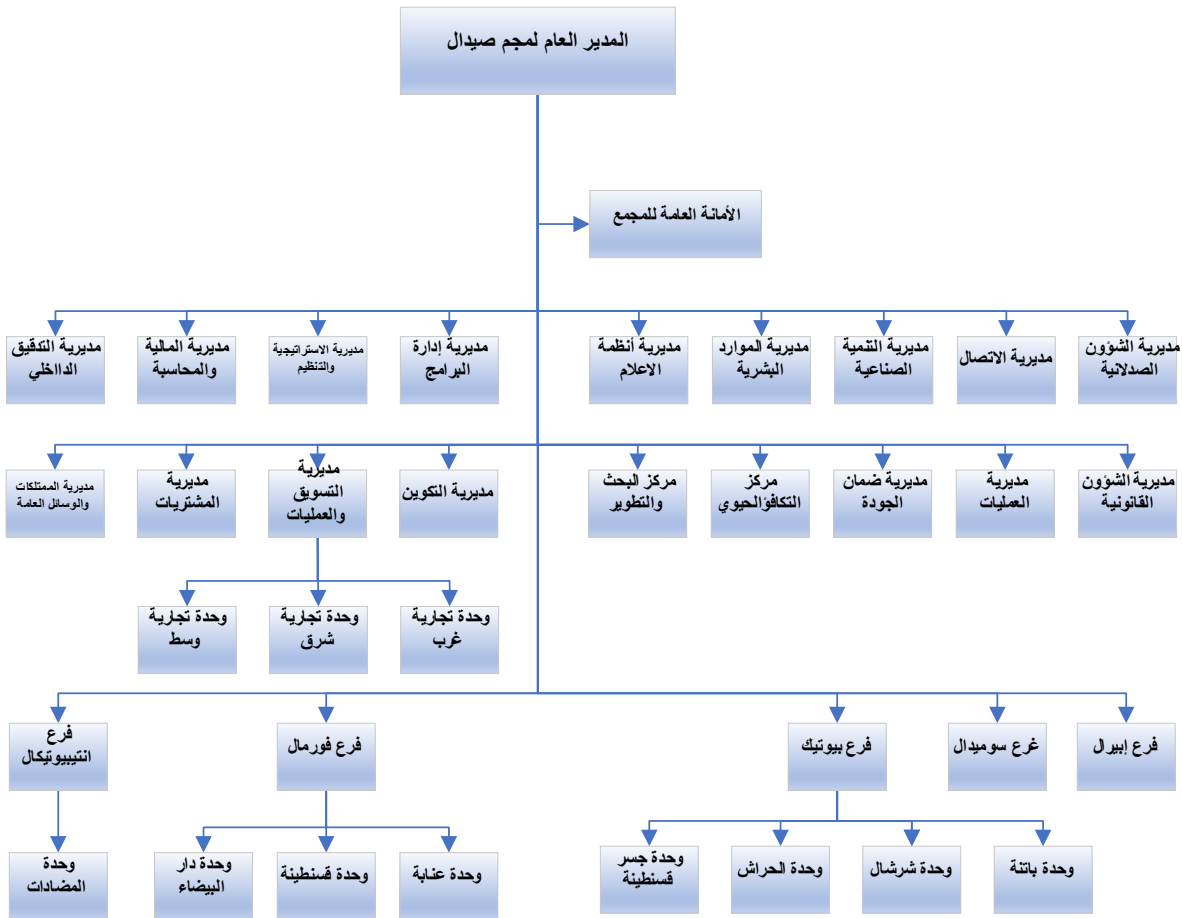 المدير العام لمجم صيدال
الأمانة العامة للمجمع
مديرية الشؤون
الصدلانية
مديرية الاتصال
مديرية التنمية
الصناعية
مديرية الموارد
البشرية
مديرية أنظمة
الاعلام
مديرية إدارة
البرامج
مديرية الاستراتيجية
والتنظيم
مديرية المالية
والمحاسبة
مديرية التدقيق
الدااخلي
مديرية الشؤون
القانونية
مديرية
العمليات
مديرية ضمان
الجودة
مركز
التكافؤالحيوي
مركز البحث
والتطوير
مديرية التكوين
مديرية
التسويق
والعمليات
مديرية
المشتريات
مديرية الممتلكات
والوسائل العامة
وحدة تجارية
غرب
وحدة تجارية
شرق
وحدة تجارية
وسط
فرع إبيرال
غرع سوميدال
فرع بيوتيك
فرع فورمال
فرع
انتيبيوتيكال
وحدة باتنة
وحدة شرشال
وحدة الحراش
وحدة جسر
قسنطينة
وحدة عنابة
وحدة قسنطينة
وحدة دار
البيضاء
وحدة
المضادات